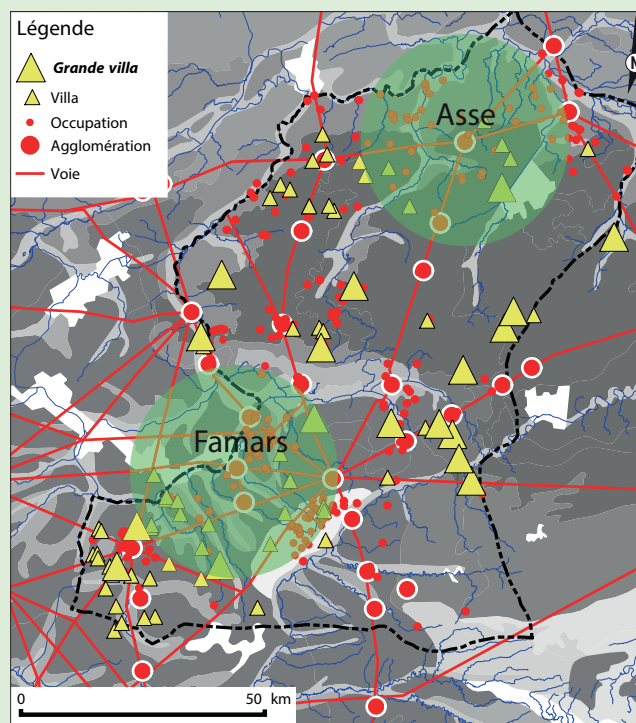 Légende
Grande villa
Villa
Occupation
Agglomération
Voie
N
Asse
Famars
0 50 km